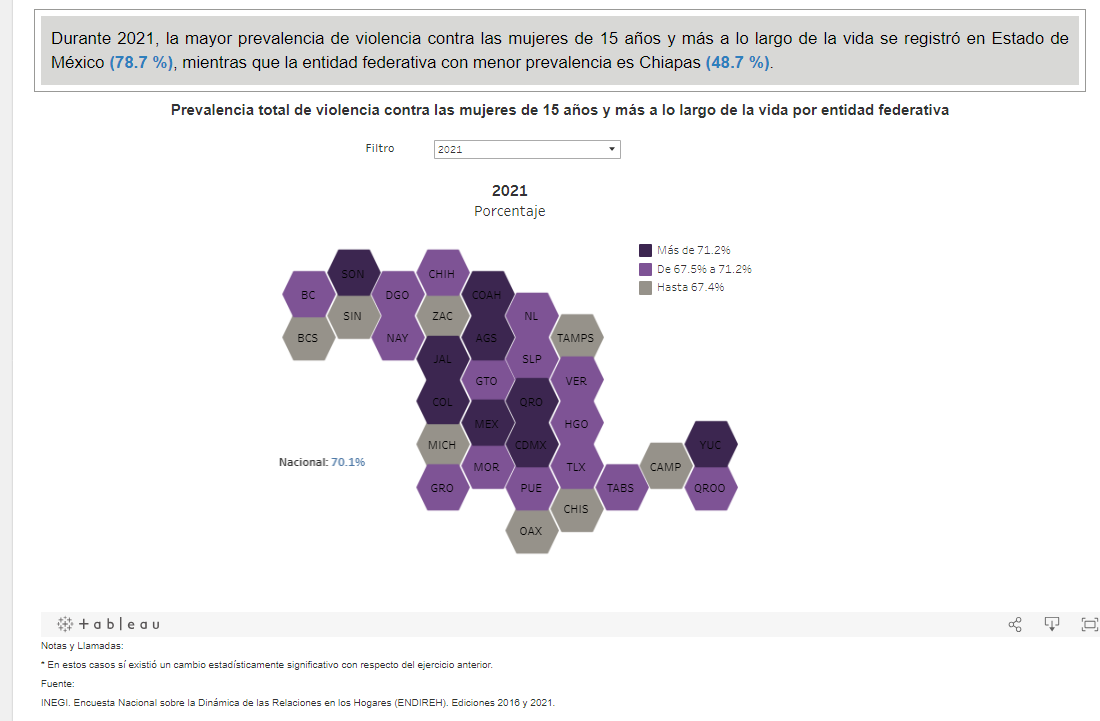 Durante 2021, la mayor prevalencia de violencia contra las mujeres de 15 años y más a lo largo de la vida se registró en Estado de
México (78.7 %), mientras que la entidad federativa con menor prevalencia es Chiapas (48.7 %).
Prevalencia total de violencia contra las mujeres de 15 años y más a lo largo de la vida por entidad federativa
Filtro
2021
2021
Porcentaje
Más de 71.2%
De 67.5% a 71.2%
Hasta 67.4%
SON
CHIH
BC
DGO
COAH
SIN
ZAC
NL
BCS
NAY
AGS
TAMPS
JAL
SLP
GTO
VER
COL
QRO
MEX
HGO
MICH
CDMX
YUC
Nacional: 70.1%
MOR
TLX
CAMP
GRO
PUE
TABS
QROO
CHIS
OAX
+ableau
Notas y Llamadas:
* En estos casos sí existió un cambio estadísticamente significativo con respecto del ejercicio anterior.
Fuente:
INEGI. Encuesta Nacional sobre la Dinámica de las Relaciones en los Hogares (ENDIREH). Ediciones 2016 y 2021.